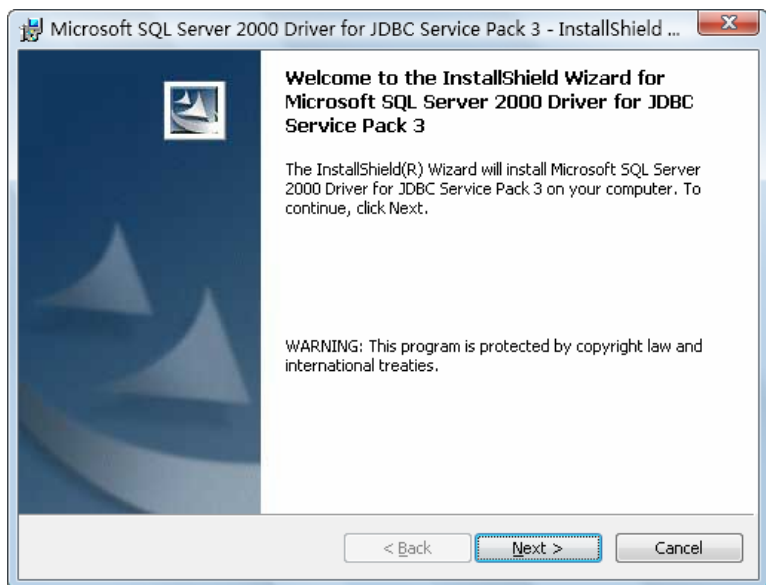 Microsoft SQL Server 2000 Driver for JDBC Service Pack 3 - InstallShield ...
Welcome to the InstallShield Wizard for
Microsoft SQL Server 2000 Driver for JDBC
Service Pack 3
The InstallShield(R) Wizard will install Microsoft SQL Server
2000 Driver for JDBC Service Pack 3 on your computer. To
continue, click Next.
WARNING: This program is protected by copyright law and
international treaties.
< Back
Next >
Cancel